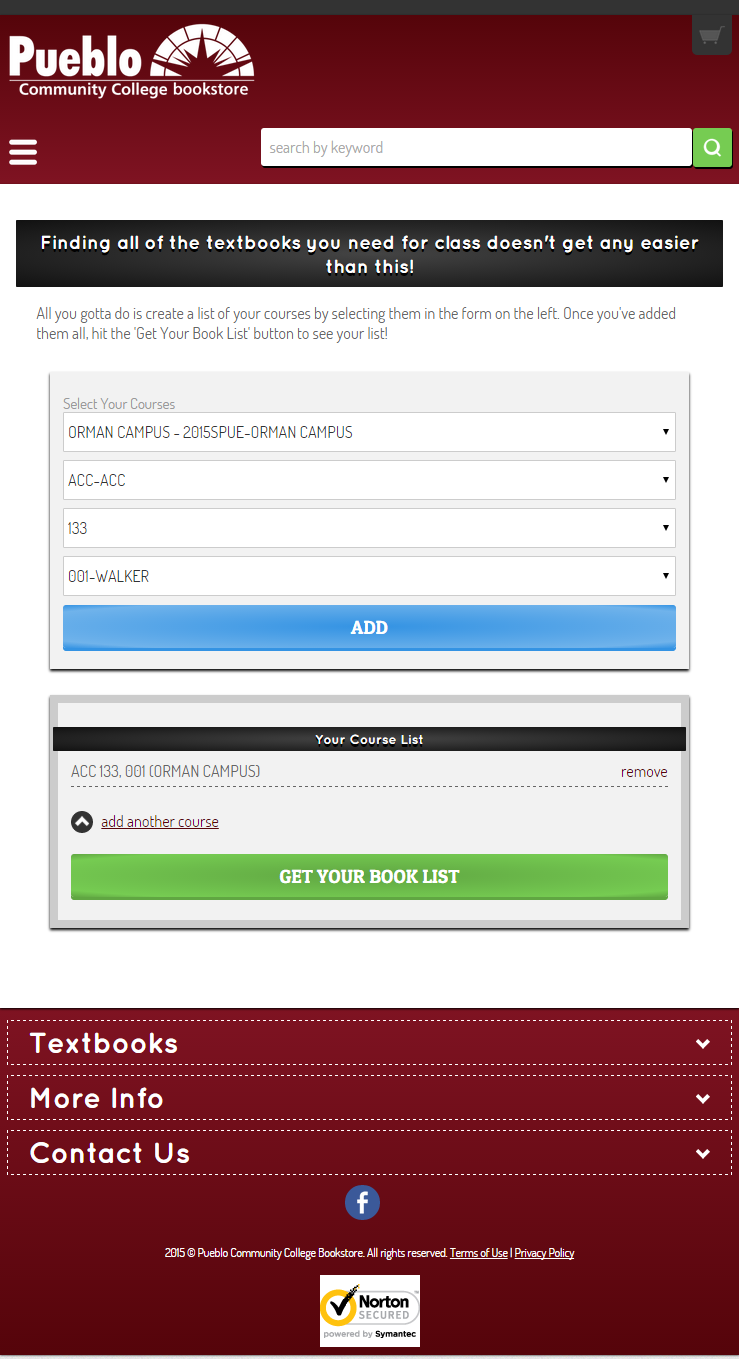 Pueblo
Community College bookstore
search by keyword
Finding all of the textbooks you need for class doesn't get any easier
than this!
All you gotta do is create a list of your courses by selecting them in the form on the left. Once you've added
them all, hit the 'Get Your Book List' button to see your list!
Select Your Courses
ORMAN CAMPUS - 2015SPUE-ORMAN CAMPUS
ACC-ACC
133
001-WALKER
ADD
Your Course List
ACC 133, 001 (ORMAN CAMPUS) remove
add another course
GET YOUR BOOK LIST
Textbooks
More Info
Contact Us
f
2015 © Pueblo Community College Bookstore. All rights reserved. Terms of Use | Privacy Policy
Norton
SECURED
powered by Symantec